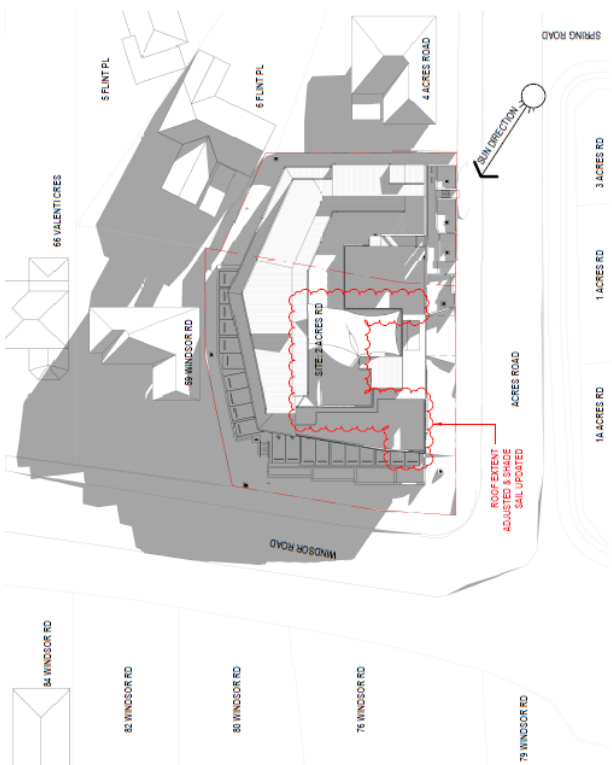 SPRING ROAD
5 FLINT PL
6 FLINT PL
4 ACRES ROAD
SUN DIRECTION
3 ACRES RD
66 VALENTI CRES
59 WINDSOR RD
SITE: 2 ACRES RD
ACRES ROAD
1 ACRES RD
1A ACRES RD
ROOF EXTENT
ADJUSTED & SHADE
SAIL UPDATED
WINDSOR ROAD
84 WINDSOR RD
82 WINDSOR RD
80 WINDSOR RD
76 WINDSOR RD
79 WINDSOR RD